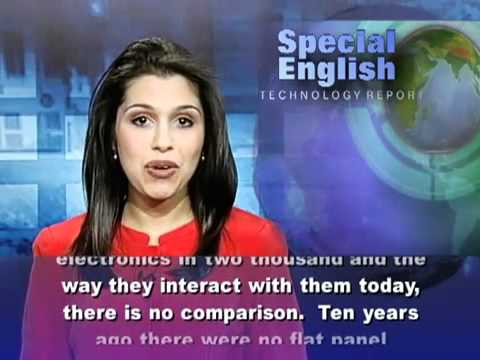 Special
English
TECHNOLOGY REPORT
electronics in two thousand and the
way they interact with them today,
there is no comparison.  Ten years
ago there were no flat panel